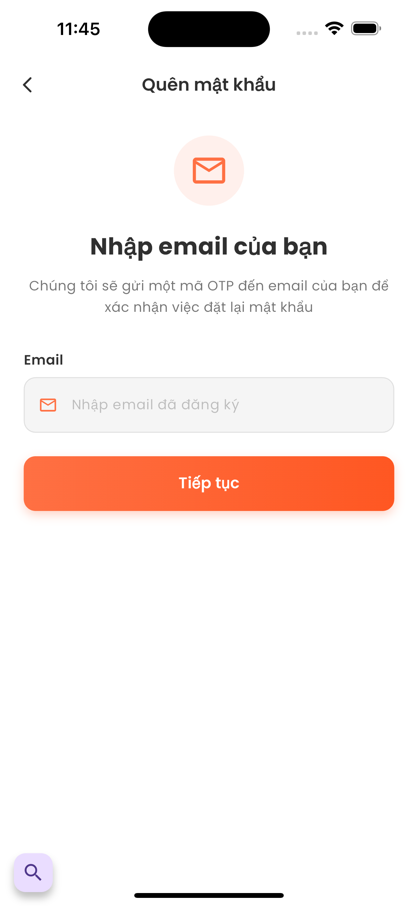 11:45
Quên mật khẩu
Nhập email của bạn
Chúng tôi sẽ gửi một mã OTP đến email của bạn để
xác nhận việc đặt lại mật khẩu
Email
Nhập email đã đăng ký
Tiếp tục